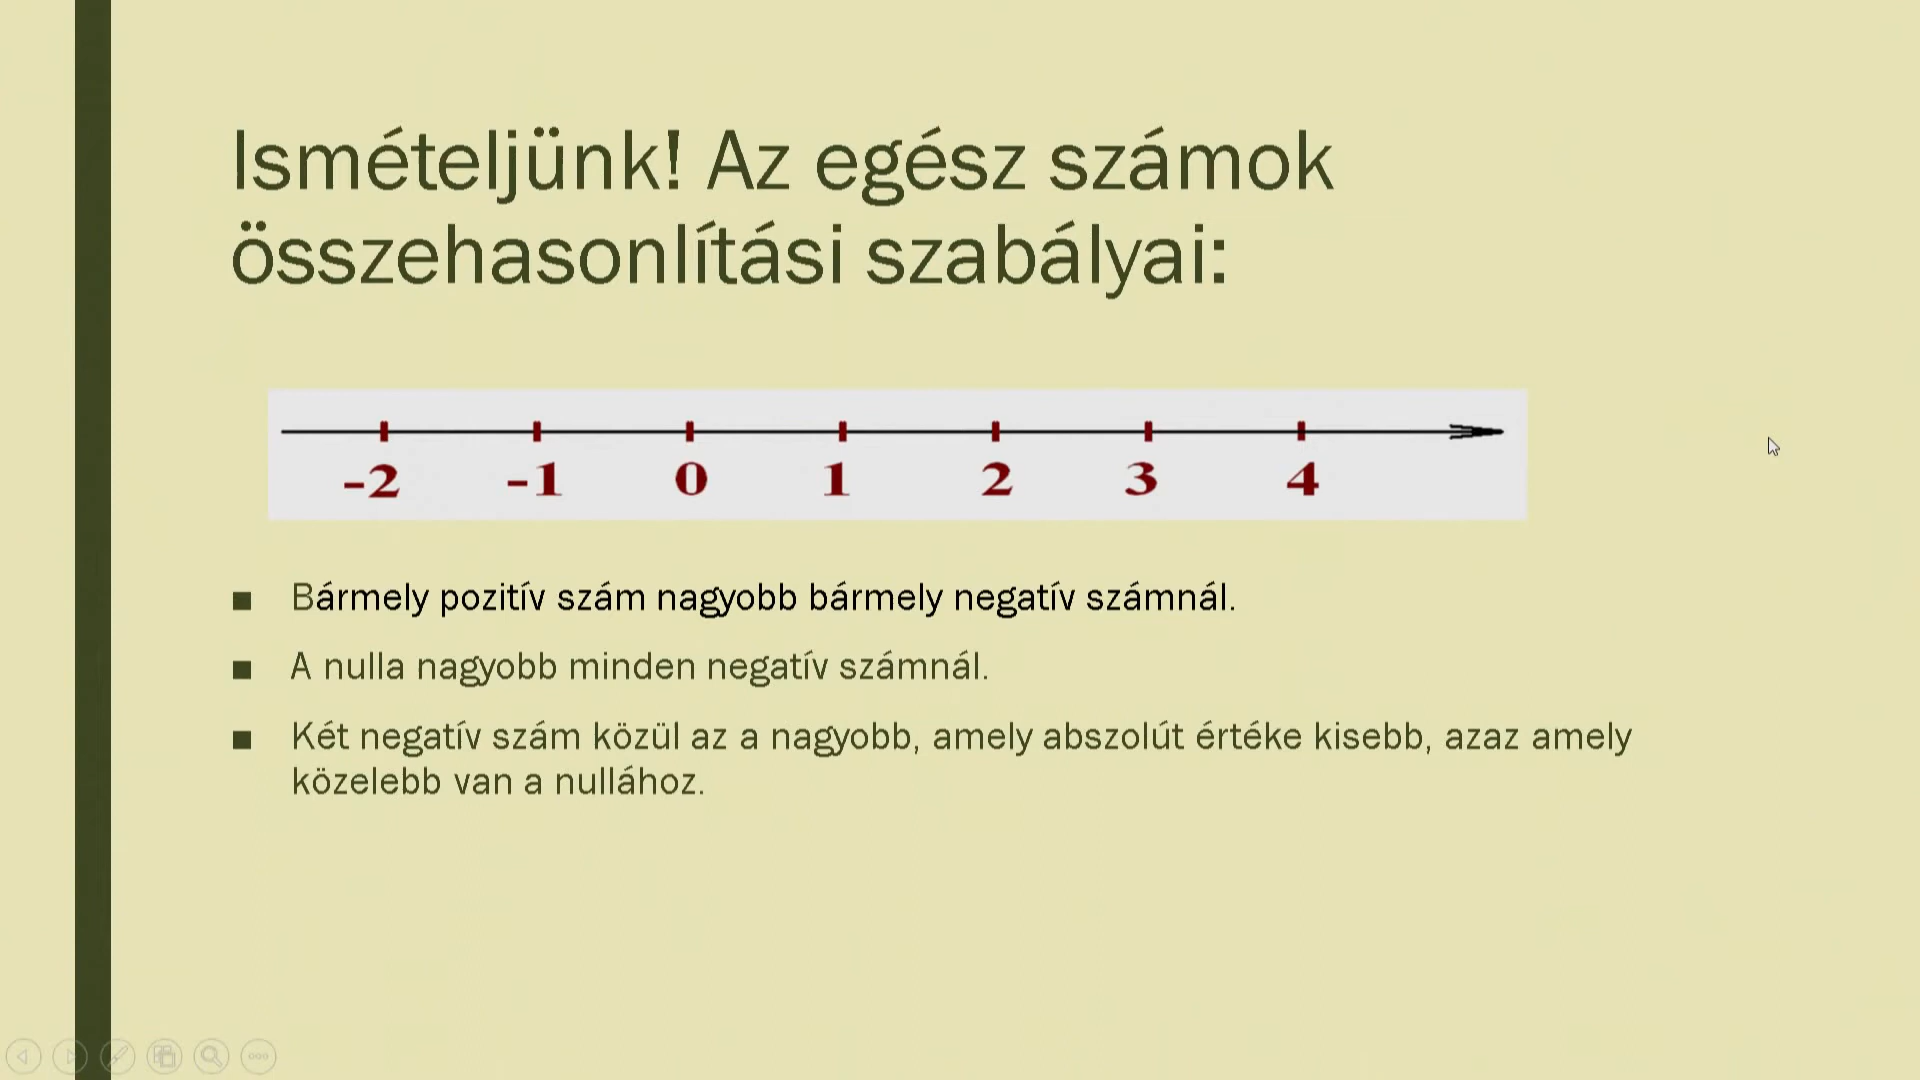 Ismételjünk! Az egész számok
összehasonlítási szabályai:
-2 -1 0 1 2 3 4
■ Bármely pozitív szám nagyobb bármely negatív számnál.
■ A nulla nagyobb minden negatív számnál.
■ Két negatív szám közül az a nagyobb, amely abszolút értéke kisebb, azaz amely
közelebb van a nullához.